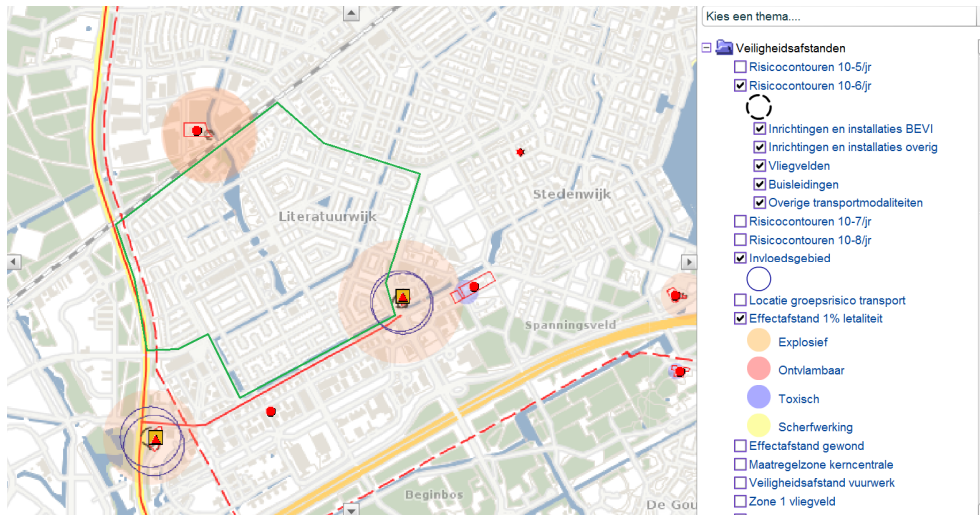 Literatuurwijk
Stedenwijk
Spanningsveld
Beginbos
De Gou
Kies een thema....
Veiligheidsafstanden
Risicocontouren 10-5/jr
Risicocontouren 10-6/jr
Inrichtingen en installaties BEVI
Inrichtingen en installaties overig
Vliegvelden
Buisleidingen
Overige transportmodaliteiten
Risicocontouren 10-7/jr
Risicocontouren 10-8/jr
Invloedsgebied
Locatie groepsrisico transport
Effectafstand 1% letaliteit
Explosief
Ontvlambaar
Toxisch
Scherfwerking
Effectafstand gewond
Maatregelzone kerncentrale
Veiligheidsafstand vuurwerk
Zone 1 vliegveld